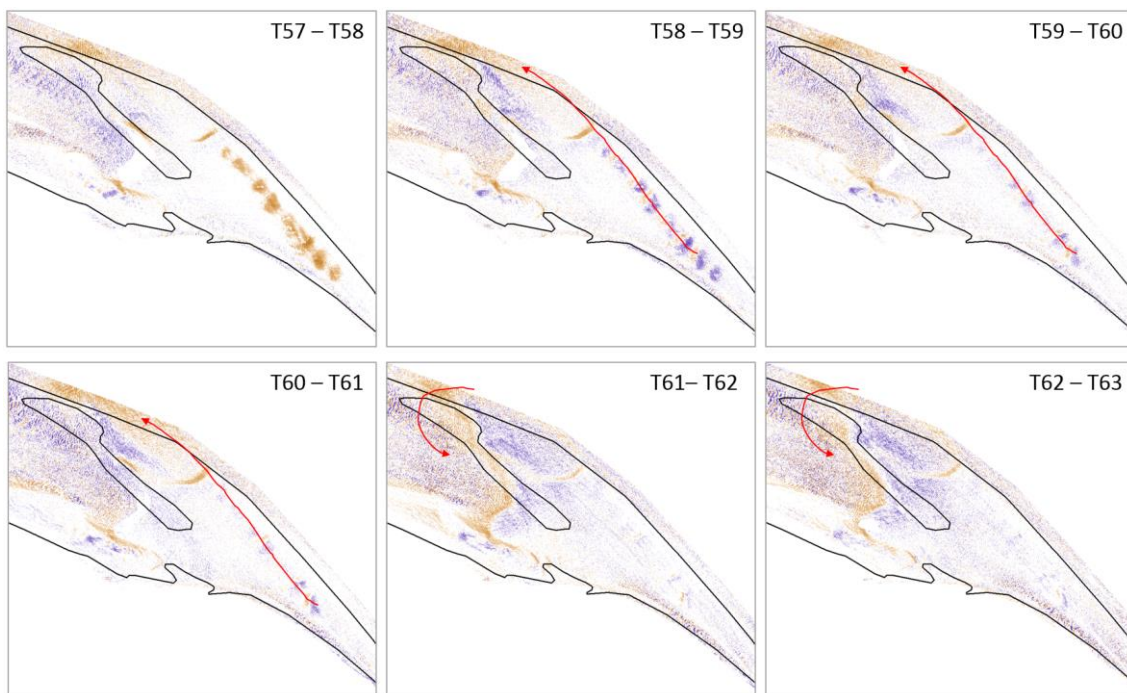 T57 – T58
T58 – T59
T59 – T60
T60 – T61
T61– T62
T62 – T63